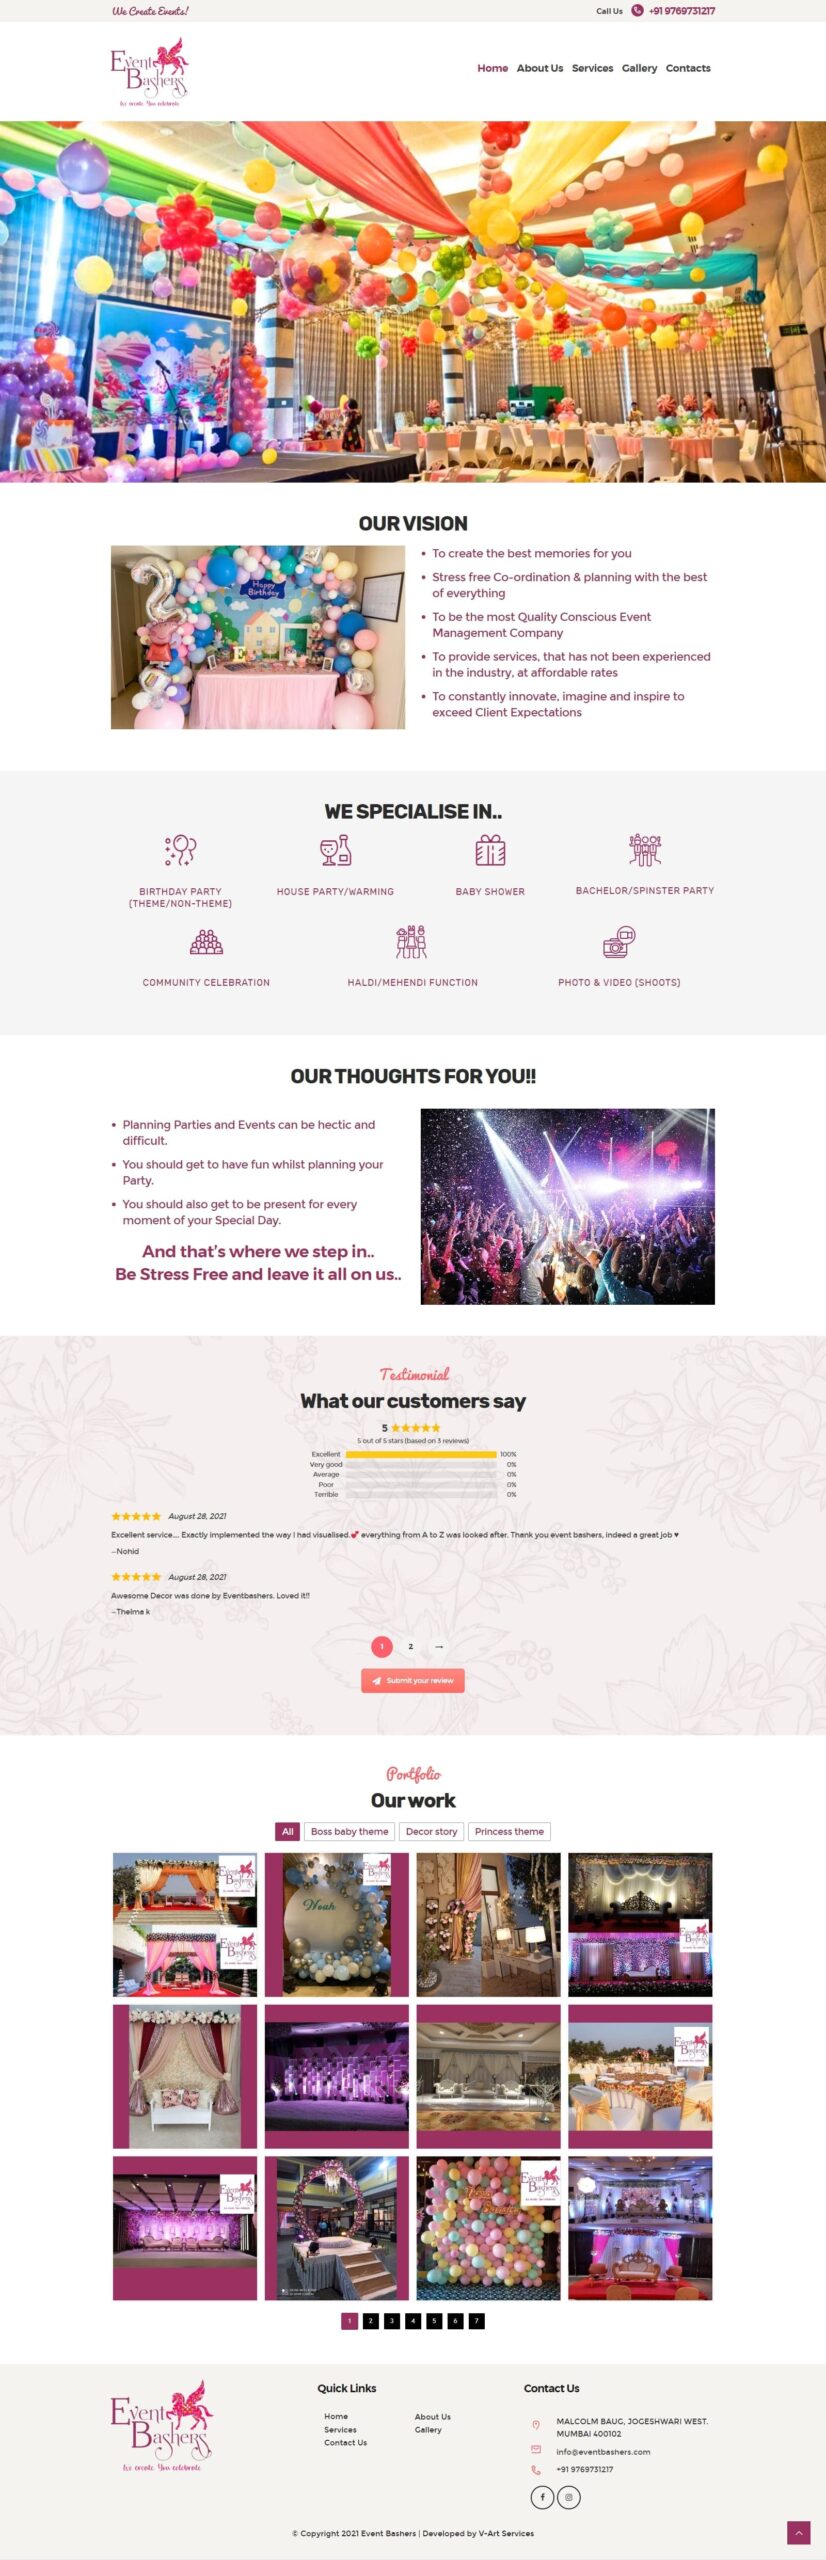 We Create Events!
Call Us +91 9769731217
Event
Bashers
We create You celebrate
Home About Us Services Gallery Contacts
Happy
Birthday
OUR VISION
To create the best memories for you
Stress free Co-ordination & planning with the best
of everything
To be the most Quality Conscious Event
Management Company
To provide services, that has not been experienced
in the industry, at affordable rates
To constantly innovate, imagine and inspire to
exceed Client Expectations
WE SPECIALISE IN..
BIRTHDAY PARTY
(THEME/NON-THEME)
HOUSE PARTY/WARMING
BABY SHOWER
BACHELOR/SPINSTER PARTY
COMMUNITY CELEBRATION
HALDI/MEHENDI FUNCTION
PHOTO & VIDEO (SHOOTS)
OUR THOUGHTS FOR YOU!!
Planning Parties and Events can be hectic and
difficult.
You should get to have fun whilst planning your
Party.
You should also get to be present for every
moment of your Special Day.
And that's where we step in..
Be Stress Free and leave it all on us..
Testimonial
What our customers say
5 ★★★★★
5 out of 5 stars (based on 3 reviews)
Excellent 100%
Very good 0%
Average 0%
Poor 0%
Terrible 0%
★★★★★ August 28, 2021
Excellent service.... Exactly implemented the way I had visualised.💕 everything from A to Z was looked after. Thank you event bashers, indeed a great job ♥
–Nohid
★★★★★ August 28, 2021
Awesome Decor was done by Eventbashers. Loved it!!
–Thelma k
1 2 →
Submit your review
Portfolio
Our work
All Boss baby theme Decor story Princess theme
Event
Bashers
Event
Bashers
Event
Bashers
Noah
Event
Bashers
Event
Bashers
Event
Bashers
Event
Bashers
1 2 3 4 5 6 7
Event
Bashers
We create You celebrate
Quick Links
Home
Services
Contact Us
About Us
Gallery
Contact Us
MALCOLM BAUG, JOGESHWARI WEST.
MUMBAI 400102
info@eventbashers.com
+91 9769731217
© Copyright 2021 Event Bashers | Developed by V-Art Services